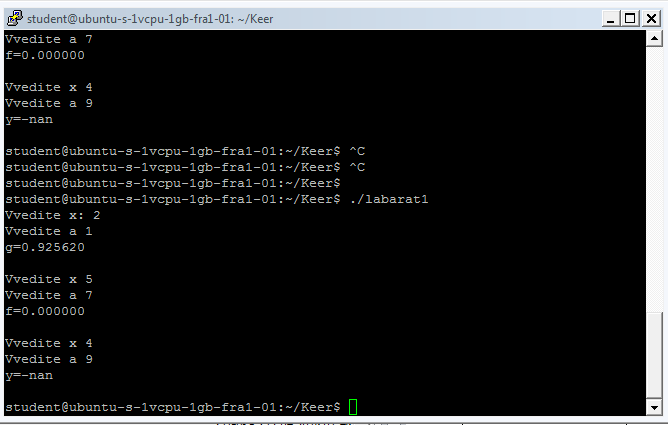 student@ubuntu-s-1vcpu-1gb-fra1-01: ~/Keer
Vvedite a 7
f=0.000000
Vvedite x 4
Vvedite a 9
y=-nan
student@ubuntu-s-1vcpu-1gb-fra1-01:~/Keer$ ^C
student@ubuntu-s-1vcpu-1gb-fra1-01:~/Keer$ ^C
student@ubuntu-s-1vcpu-1gb-fra1-01:~/Keer$
student@ubuntu-s-1vcpu-1gb-fra1-01:~/Keer$ ./labarat1
Vvedite x: 2
Vvedite a 1
g=0.925620
Vvedite x 5
Vvedite a 7
f=0.000000
Vvedite x 4
Vvedite a 9
y=-nan
student@ubuntu-s-1vcpu-1gb-fra1-01:~/Keer$